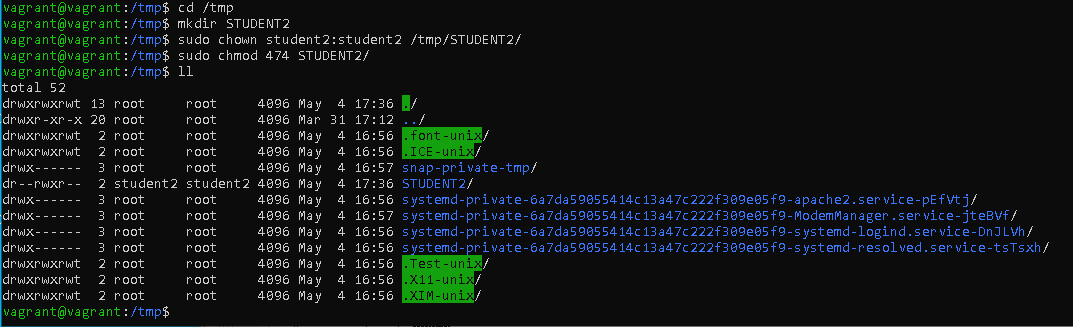 vagrant@vagrant:/tmp$ cd /tmp
vagrant@vagrant:/tmp$ mkdir STUDENT2
vagrant@vagrant:/tmp$ sudo chown student2:student2 /tmp/STUDENT2/
vagrant@vagrant:/tmp$ sudo chmod 474 STUDENT2/
vagrant@vagrant:/tmp$ ll
total 52
drwxrwxrwt 13 root     root     4096 May  4 17:36 ./
drwxr-xr-x 20 root     root     4096 Mar 31 17:12 ../
drwxrwxrwt  2 root     root     4096 May  4 16:56 .font-unix/
drwxrwxrwt  2 root     root     4096 May  4 16:56 .ICE-unix/
drwx------  3 root     root     4096 May  4 16:57 snap-private-tmp/
dr--rwxr--  2 student2 student2 4096 May  4 17:36 STUDENT2/
drwx------  3 root     root     4096 May  4 16:56 systemd-private-6a7da59055414c13a47c222f309e05f9-apache2.service-pEfVtj/
drwx------  3 root     root     4096 May  4 16:57 systemd-private-6a7da59055414c13a47c222f309e05f9-ModemManager.service-jteBVf/
drwx------  3 root     root     4096 May  4 16:56 systemd-private-6a7da59055414c13a47c222f309e05f9-systemd-logind.service-DnJLVh/
drwx------  3 root     root     4096 May  4 16:56 systemd-private-6a7da59055414c13a47c222f309e05f9-systemd-resolved.service-tsTsxh/
drwxrwxrwt  2 root     root     4096 May  4 16:56 .Test-unix/
drwxrwxrwt  2 root     root     4096 May  4 16:56 .X11-unix/
drwxrwxrwt  2 root     root     4096 May  4 16:56 .XIM-unix/
vagrant@vagrant:/tmp$